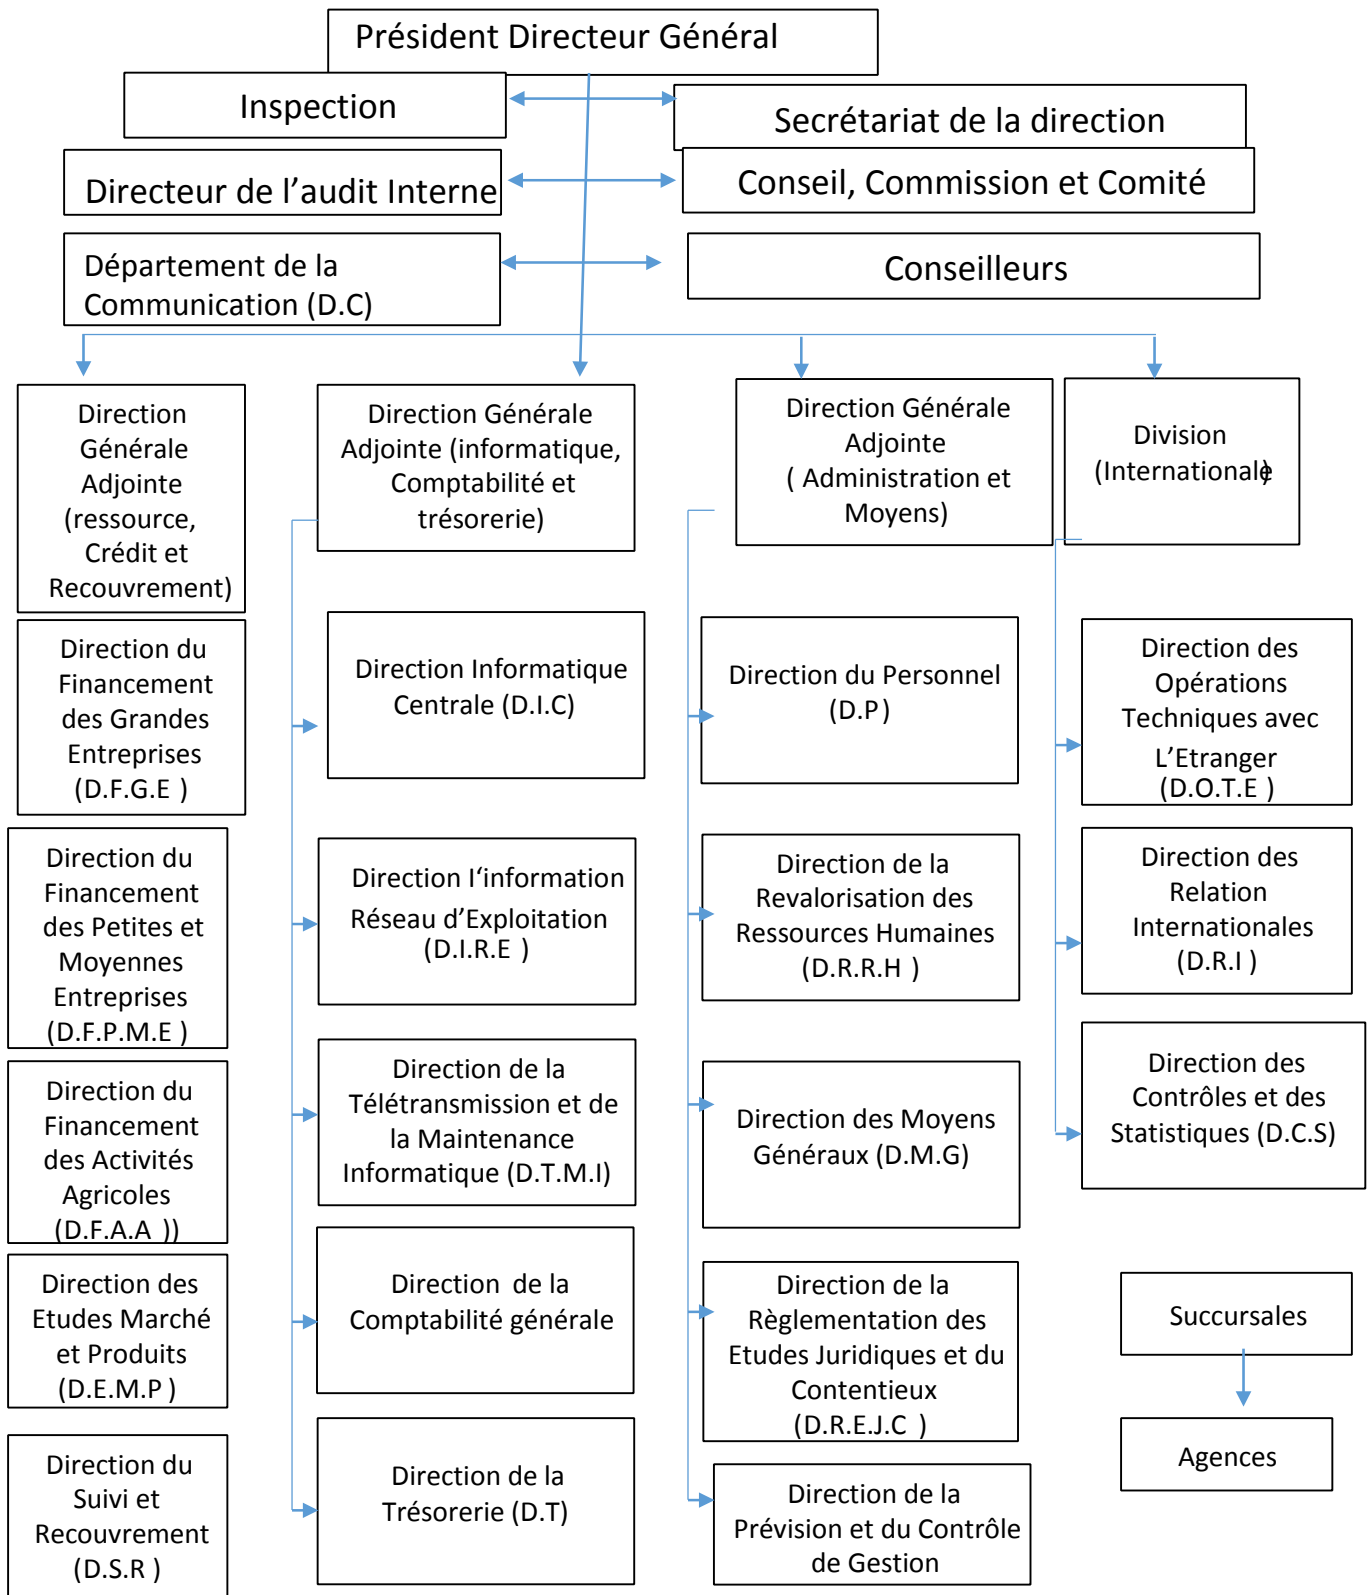 Président Directeur Général
Inspection
Secrétariat de la direction
Directeur de l’audit Interne
Conseil, Commission et Comité
Département de la
Communication (D.C)
Conseilleurs
Direction
Générale
Adjointe
(ressource,
Crédit et
Recouvrement)
Direction Générale
Adjointe (informatique,
Comptabilité et
trésorerie)
Direction Générale
Adjointe
( Administration et
Moyens)
Division
(Internationale)
Direction du
Financement
des Grandes
Entreprises
(D.F.G.E )
Direction Informatique
Centrale (D.I.C)
Direction du Personnel
(D.P)
Direction des
Opérations
Techniques avec
L’Etranger
(D.O.T.E )
Direction du
Financement
des Petites et
Moyennes
Entreprises
(D.F.P.M.E )
Direction I‘information
Réseau d’Exploitation
(D.I.R.E )
Direction de la
Revalorisation des
Ressources Humaines
(D.R.R.H )
Direction des
Relation
Internationales
(D.R.I )
Direction du
Financement
des Activités
Agricoles
(D.F.A.A ))
Direction de la
Télétransmission et de
la Maintenance
Informatique (D.T.M.I)
Direction des Moyens
Généraux (D.M.G)
Direction des
Contrôles et des
Statistiques (D.C.S)
Direction des
Etudes Marché
et Produits
(D.E.M.P )
Direction de la
Comptabilité générale
Direction de la
Règlementation des
Etudes Juridiques et du
Contentieux
(D.R.E.J.C )
Succursales
Agences
Direction du
Suivi et
Recouvrement
(D.S.R )
Direction de la
Trésorerie (D.T)
Direction de la
Prévision et du Contrôle
de Gestion